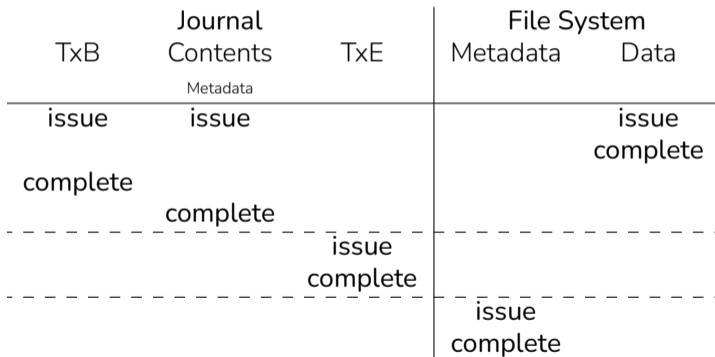 Journal File System
TxB Contents TxE Metadata Data
Metadata
issue issue issue
complete
complete
complete
issue
complete
issue
complete